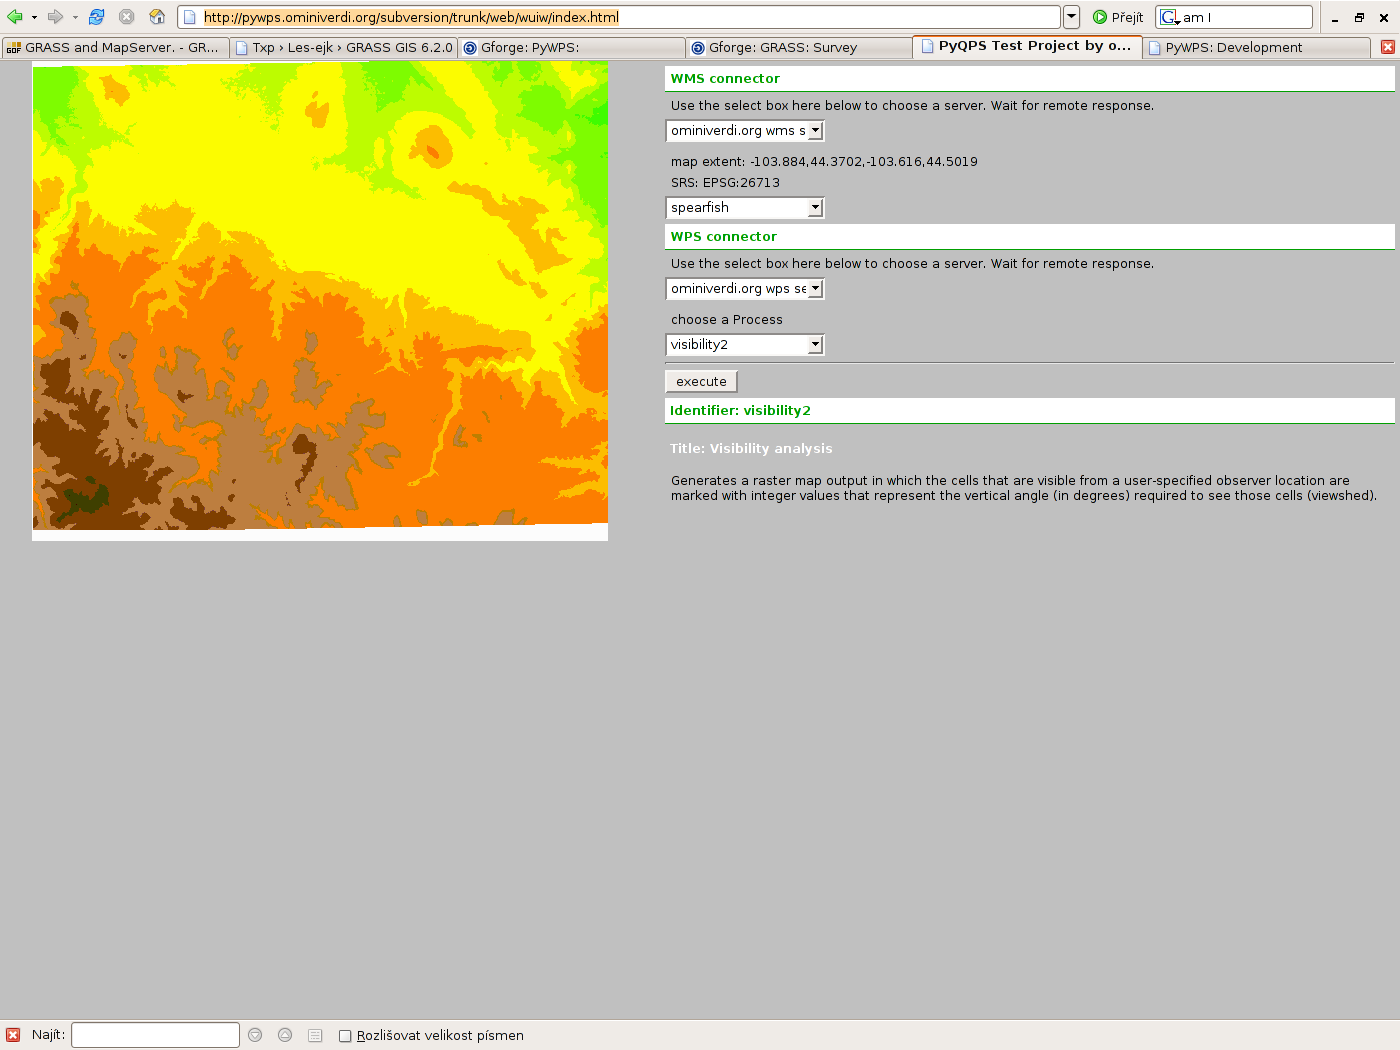 http://pywps.ominiverdi.org/subversion/trunk/web/wuiw/index.html
Přejít
G am I
GDF GRASS and MapServer. - GR...
Txp › Les-ejk › GRASS GIS 6.2.0
Gforge: PyWPS:
Gforge: GRASS: Survey
PyQPS Test Project by o...
PyWPS: Development
WMS connector
Use the select box here below to choose a server. Wait for remote response.
ominiverdi.org wms s
map extent: -103.884,44.3702,-103.616,44.5019
SRS: EPSG:26713
spearfish
WPS connector
Use the select box here below to choose a server. Wait for remote response.
ominiverdi.org wps se
choose a Process
visibility2
execute
Identifier: visibility2
Title: Visibility analysis
Generates a raster map output in which the cells that are visible from a user-specified observer location are
marked with integer values that represent the vertical angle (in degrees) required to see those cells (viewshed).
Najít:
Rozlišovat velikost písmen